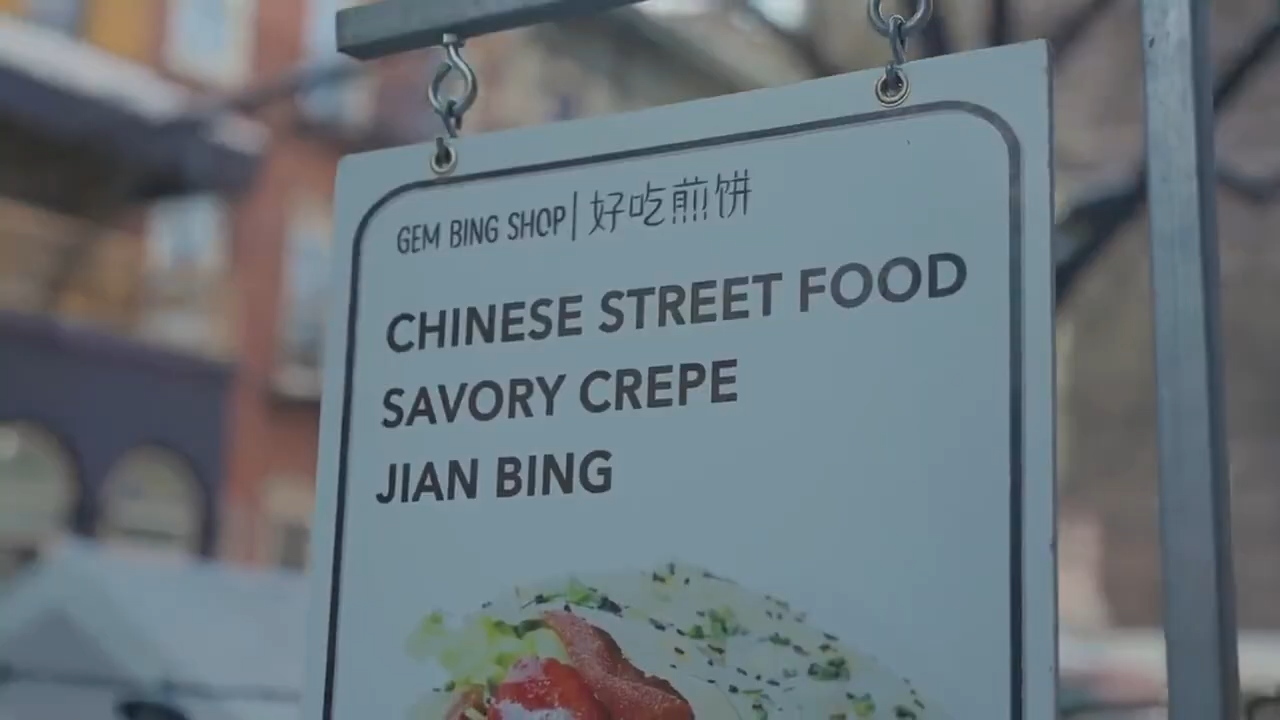 GEM BING SHOP | 好吃煎饼
CHINESE STREET FOOD
SAVORY CREPE
JIAN BING